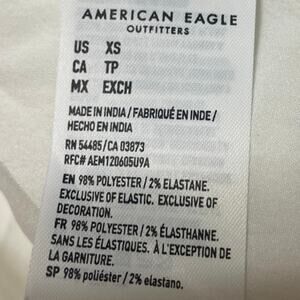 AMERICAN EAGLE
OUTFITTERS
US XS
CA TP
MX EXCH
MADE IN INDIA / FABRIQUÉ EN INDE /
HECHO EN INDIA
RN 54485/CA 03873
RFC# AEM120605U9A
EN 98% POLYESTER / 2% ELASTANE.
EXCLUSIVE OF ELASTIC. EXCLUSIVE OF
DECORATION.
FR 98% POLYESTER / 2% ÉLASTHANNE.
SANS LES ÉLASTIQUES. À L'EXCEPTION DE
LA GARNITURE.
SP 98% poliéster / 2% elastano.